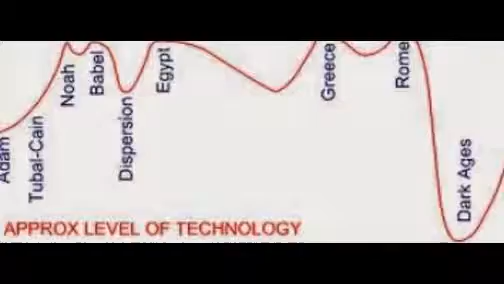 Adam
Tubal-Cain
Noah
Babel
Dispersion
Egypt
Greece
Rome
Dark Ages
APPROX LEVEL OF TECHNOLOGY